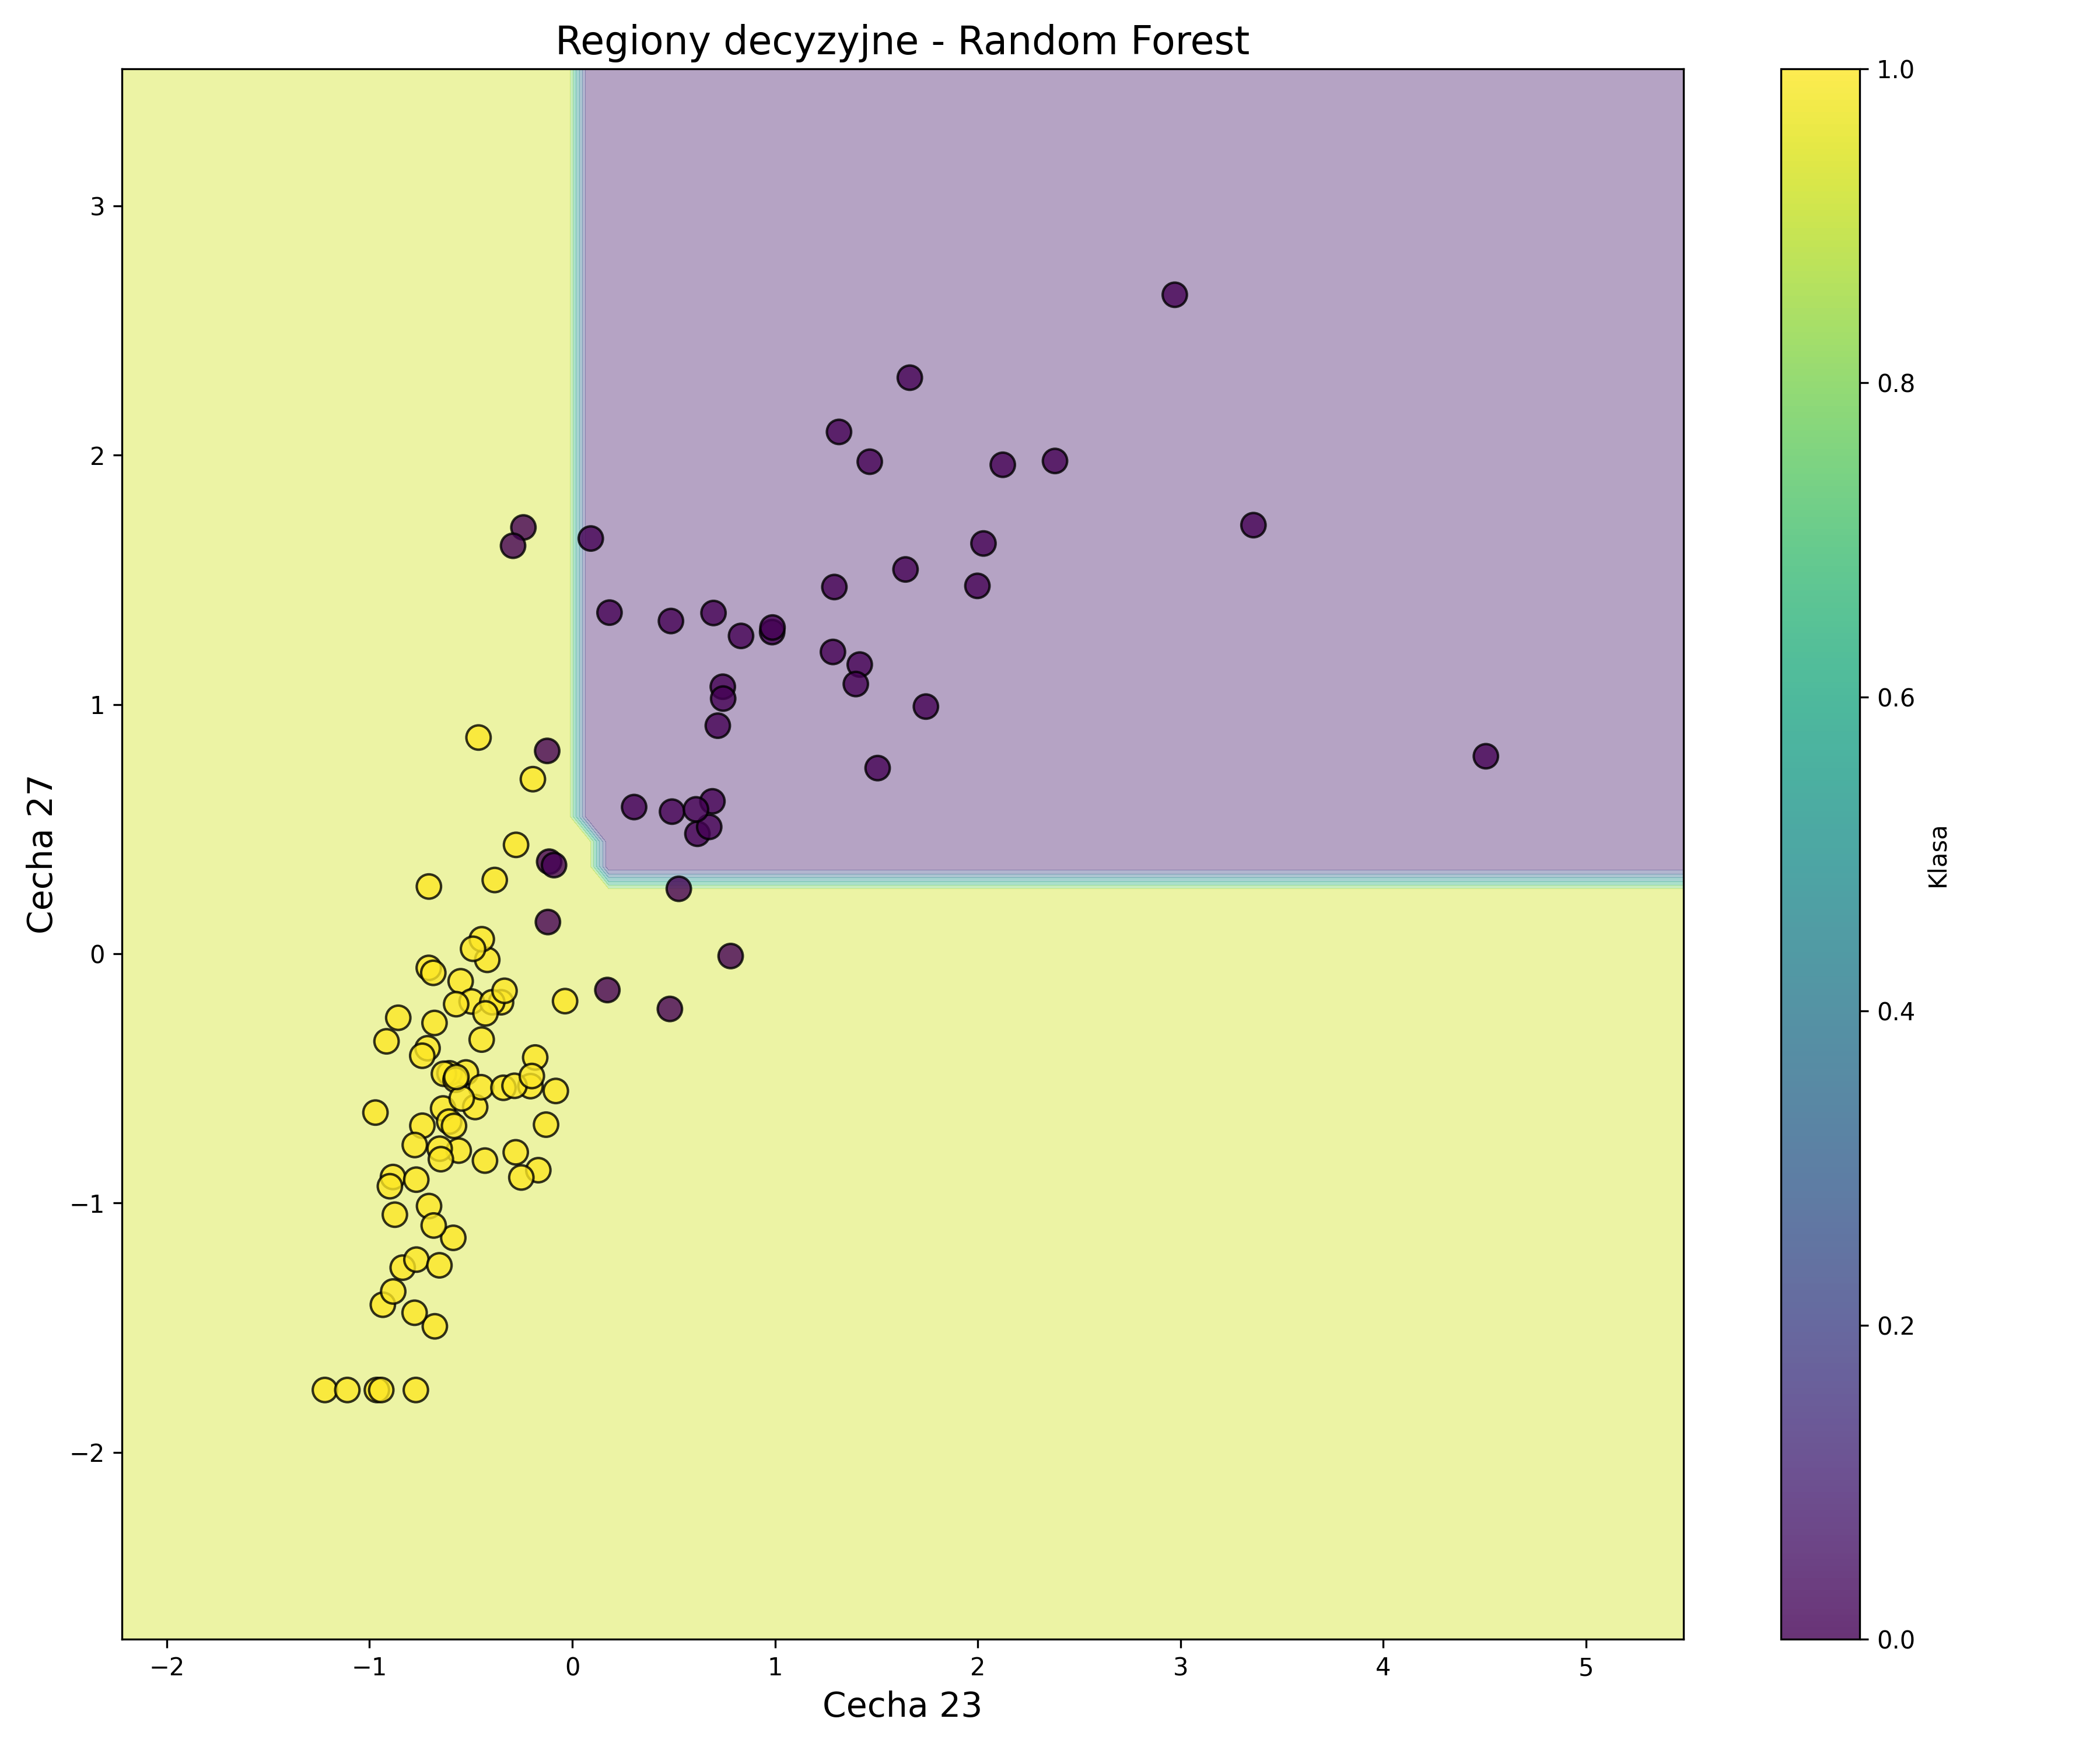 Regiony decyzyjne - Random Forest
3
2
1
0
−1
−2
Cecha 27
−2 −1 0 1 2 3 4 5
Cecha 23
1.0
0.8
0.6
0.4
0.2
0.0
Klasa